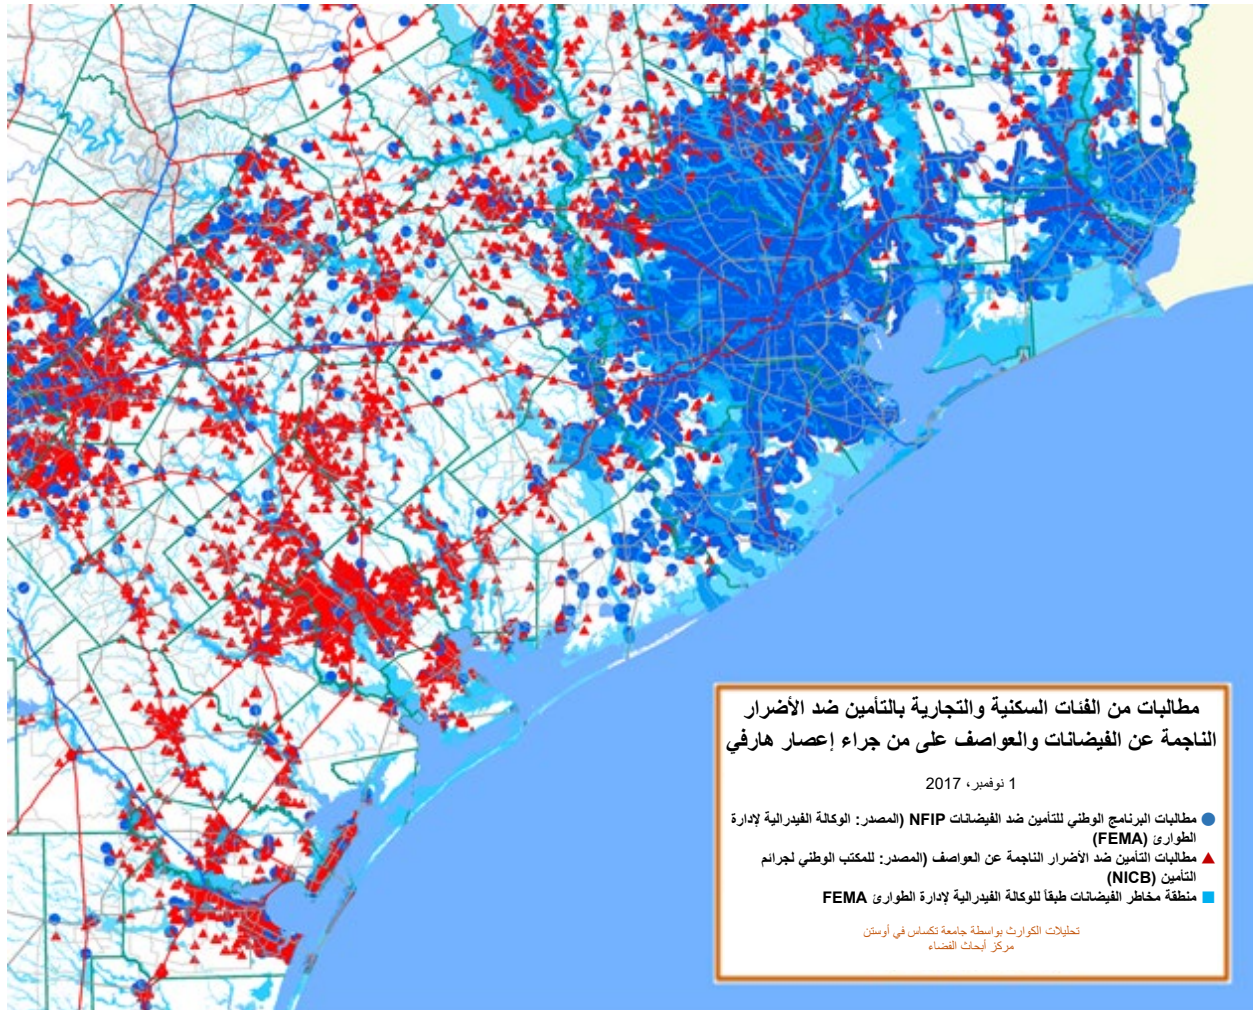 مطالبات من الفئات السكنية والتجارية بالتأمين ضد الأضرار
الناجمة عن الفيضانات والعواصف على من جراء إعصار هارفي
1 نوفمبر، 2017
مطالبات البرنامج الوطني للتأمين ضد الفيضانات NFIP (المصدر: الوكالة الفيدرالية لإدارة
الطوارئ (FEMA)
مطالبات التأمين ضد الأضرار الناجمة عن العواصف (المصدر: للمكتب الوطني لجرائم
التأمين (NICB)
منطقة مخاطر الفيضانات طبقاً للوكالة الفيدرالية لإدارة الطوارئ FEMA
تحليلات الكوارث بواسطة جامعة تكساس في أوستن
مركز أبحاث الفضاء